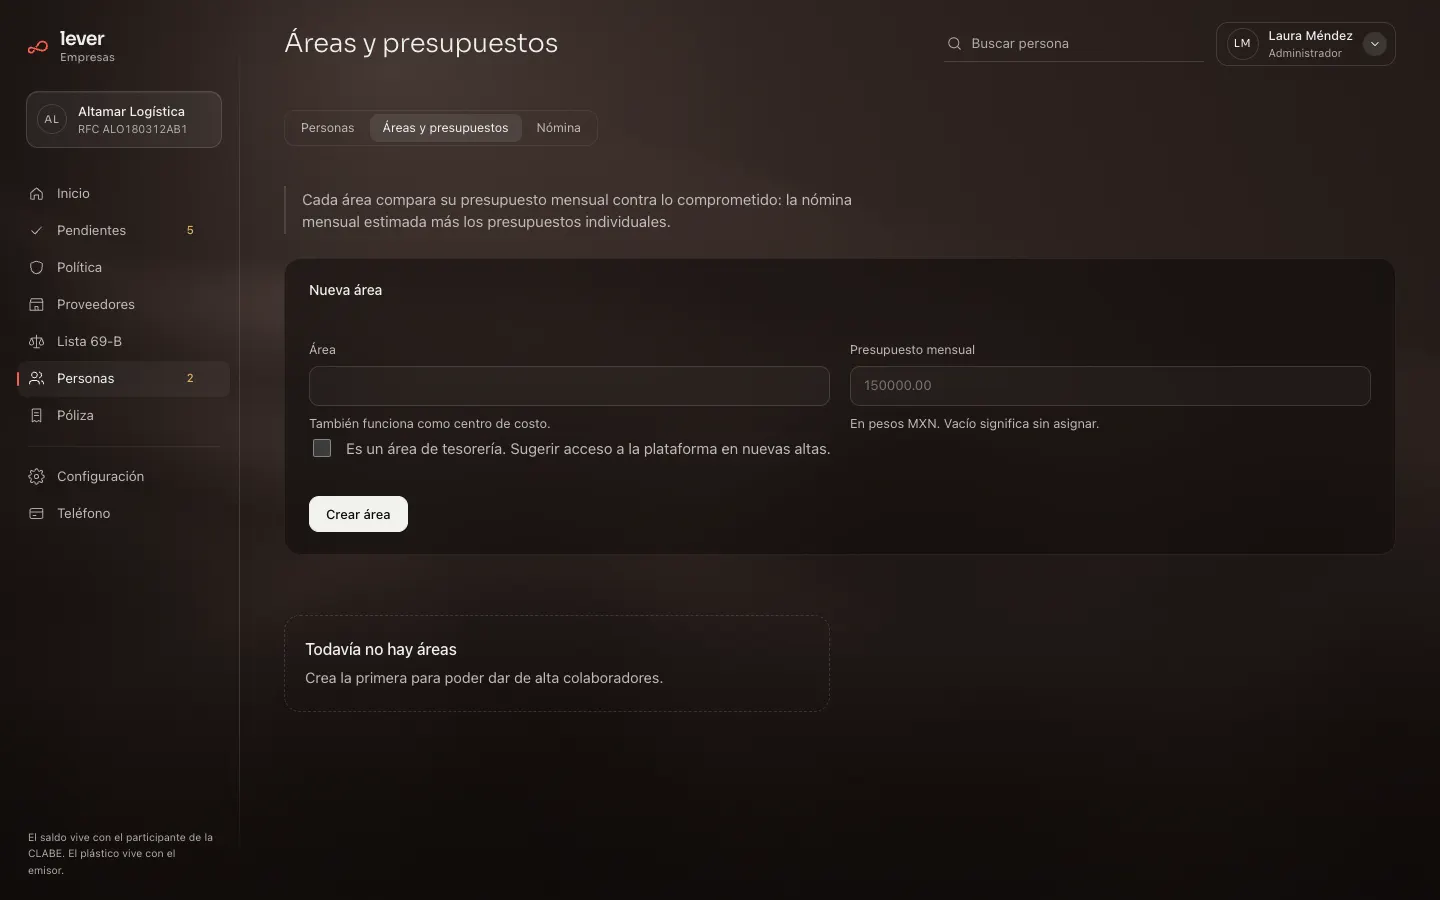 lever
Empresas
Áreas y presupuestos
Buscar persona
LM
Laura Méndez
Administrador
AL
Altamar Logística
RFC ALO180312AB1
Personas
Áreas y presupuestos
Nómina
Inicio
Pendientes 5
Política
Proveedores
Lista 69-B
Personas 2
Póliza
Configuración
Teléfono
Cada área compara su presupuesto mensual contra lo comprometido: la nómina
mensual estimada más los presupuestos individuales.
Nueva área
Área
También funciona como centro de costo.
Presupuesto mensual
150000.00
En pesos MXN. Vacío significa sin asignar.
Es un área de tesorería. Sugerir acceso a la plataforma en nuevas altas.
Crear área
Todavía no hay áreas
Crea la primera para poder dar de alta colaboradores.
El saldo vive con el participante de la
CLABE. El plástico vive con el
emisor.